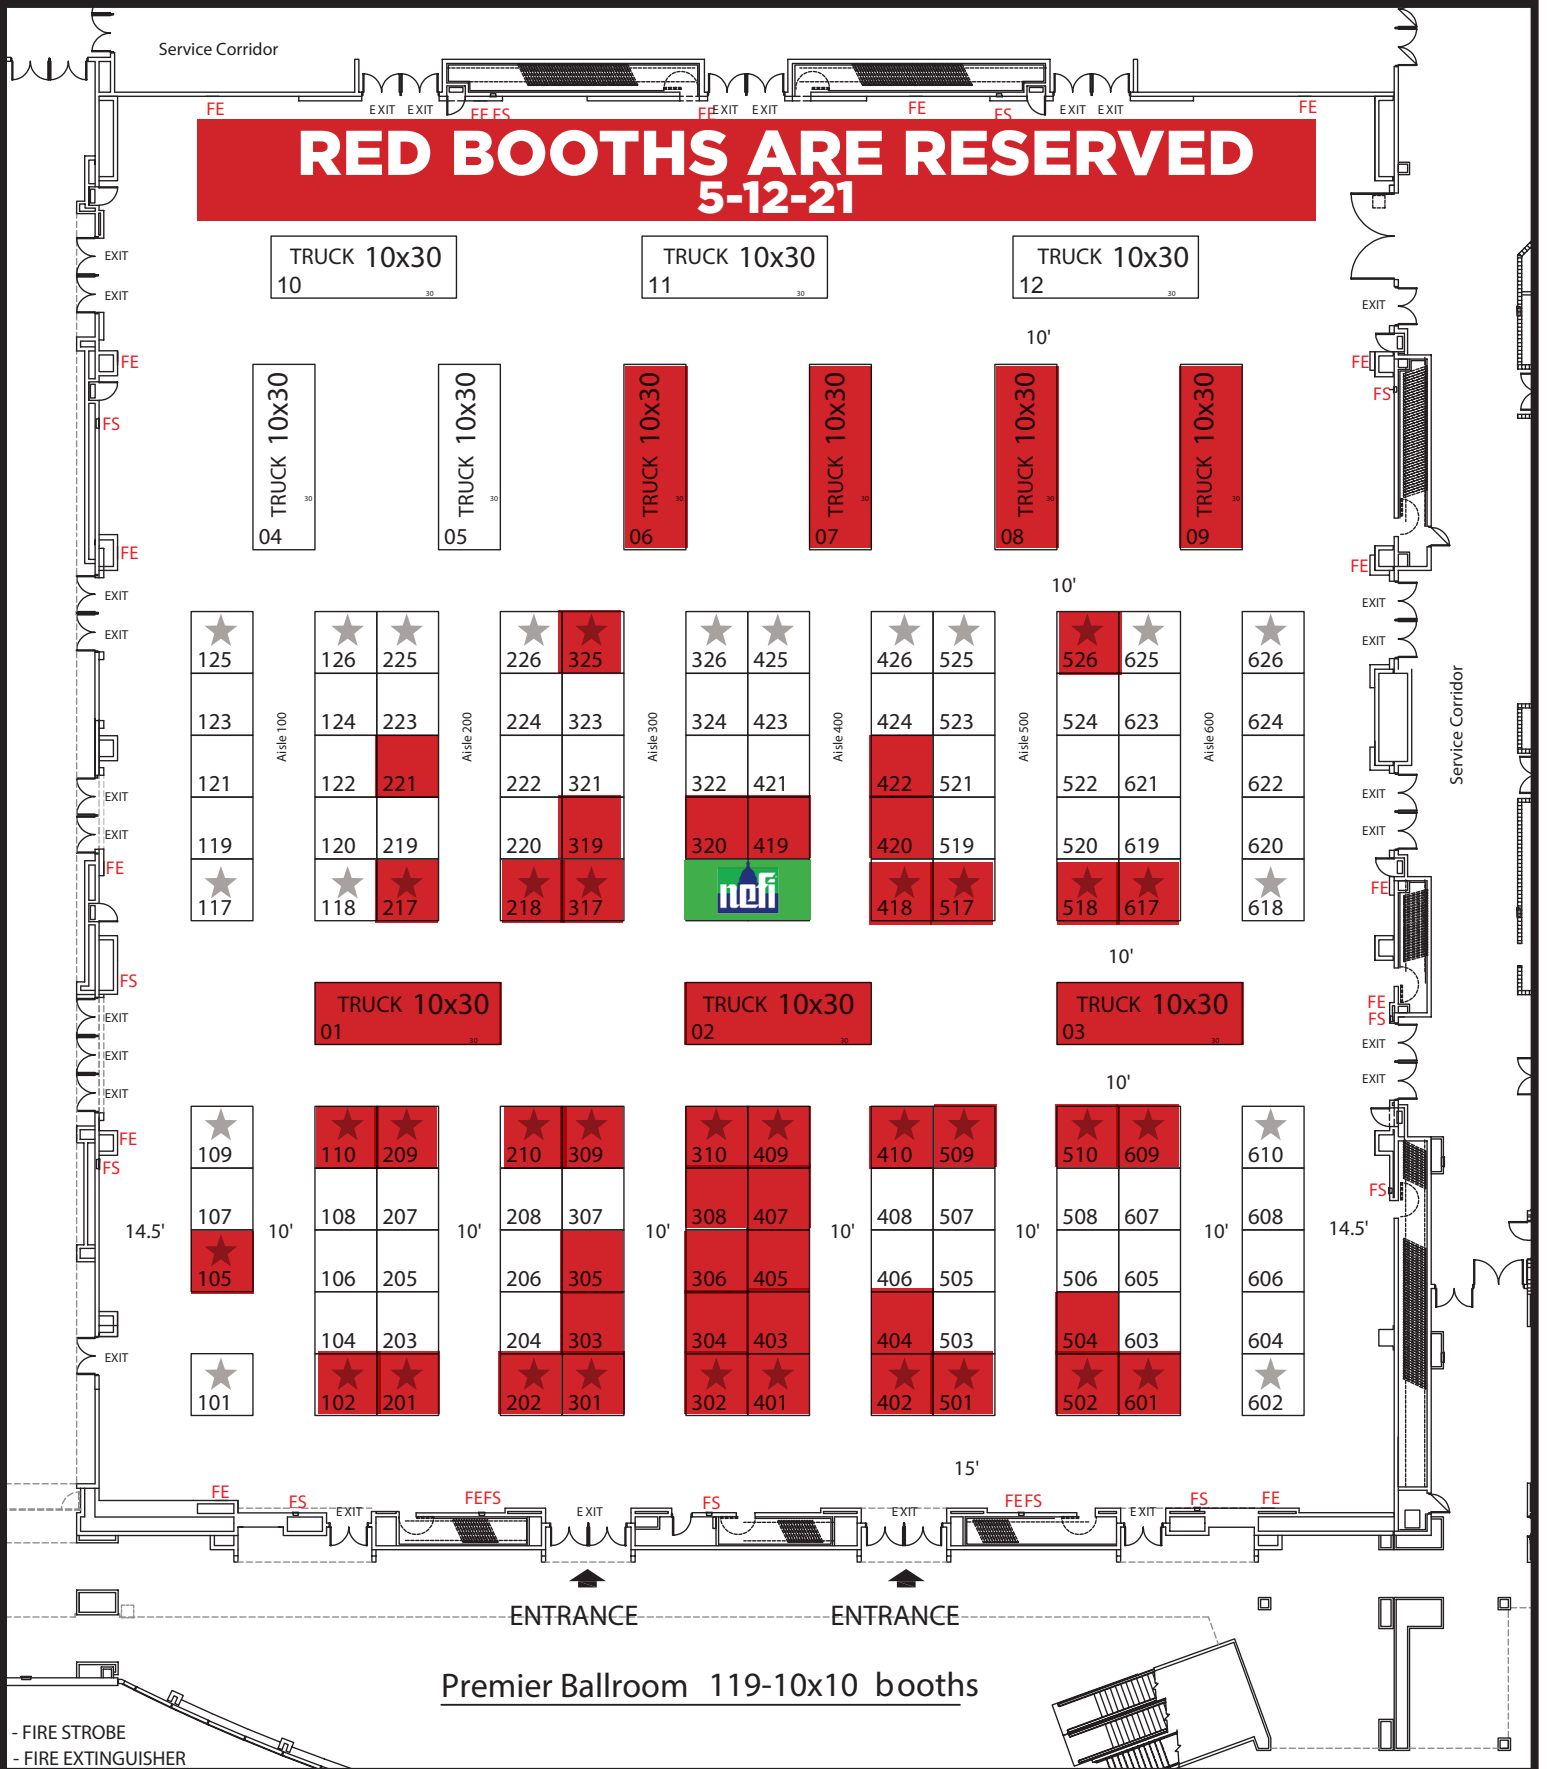 Service Corridor
FE
EXIT EXIT
FE FS
FE
EXIT EXIT
FE
FS
EXIT EXIT
FE
RED BOOTHS ARE RESERVED
5-12-21
TRUCK 10x30
10
30
TRUCK 10x30
11
30
TRUCK 10x30
12
30
EXIT
EXIT
EXIT
10'
FE
FE
FS
FS
TRUCK 10x30
04
30
TRUCK 10x30
05
30
TRUCK 10x30
06
30
TRUCK 10x30
07
30
TRUCK 10x30
08
30
TRUCK 10x30
09
30
FE
FE
10'
EXIT
EXIT
EXIT
EXIT
125 126 225 226 325 326 425 426 525 526 625 626
123 124 223 224 323 324 423 424 523 524 623 624
Aisle 100
Aisle 200
Aisle 300
Aisle 400
Aisle 500
Aisle 600
Service Corridor
121 122 221 222 321 322 421 422 521 522 621 622
EXIT
EXIT
119 120 219 220 319 320 419 420 519 520 619 620
EXIT
EXIT
FE
FE
nefi
117 118 217 218 317 418 517 518 617 618
10'
FS
FE
FS
TRUCK 10x30
01
30
TRUCK 10x30
02
30
TRUCK 10x30
03
30
EXIT
EXIT
EXIT
EXIT
EXIT
10'
FE
FS
109 110 209 210 309 310 409 410 509 510 609 610
FS
107 108 207 208 307 308 407 408 507 508 607 608
14.5' 10' 10' 10' 10' 10' 10' 14.5'
105 106 205 206 305 306 405 406 505 506 605 606
104 203 204 303 304 403 404 503 504 603 604
EXIT
101 102 201 202 301 302 401 402 501 502 601 602
15'
FE
FS
EXIT
FEFS
EXIT
FS
EXIT
FEFS
EXIT
FS
FE
ENTRANCE ENTRANCE
Premier Ballroom 119-10x10 booths
- FIRE STROBE
- FIRE EXTINGUISHER